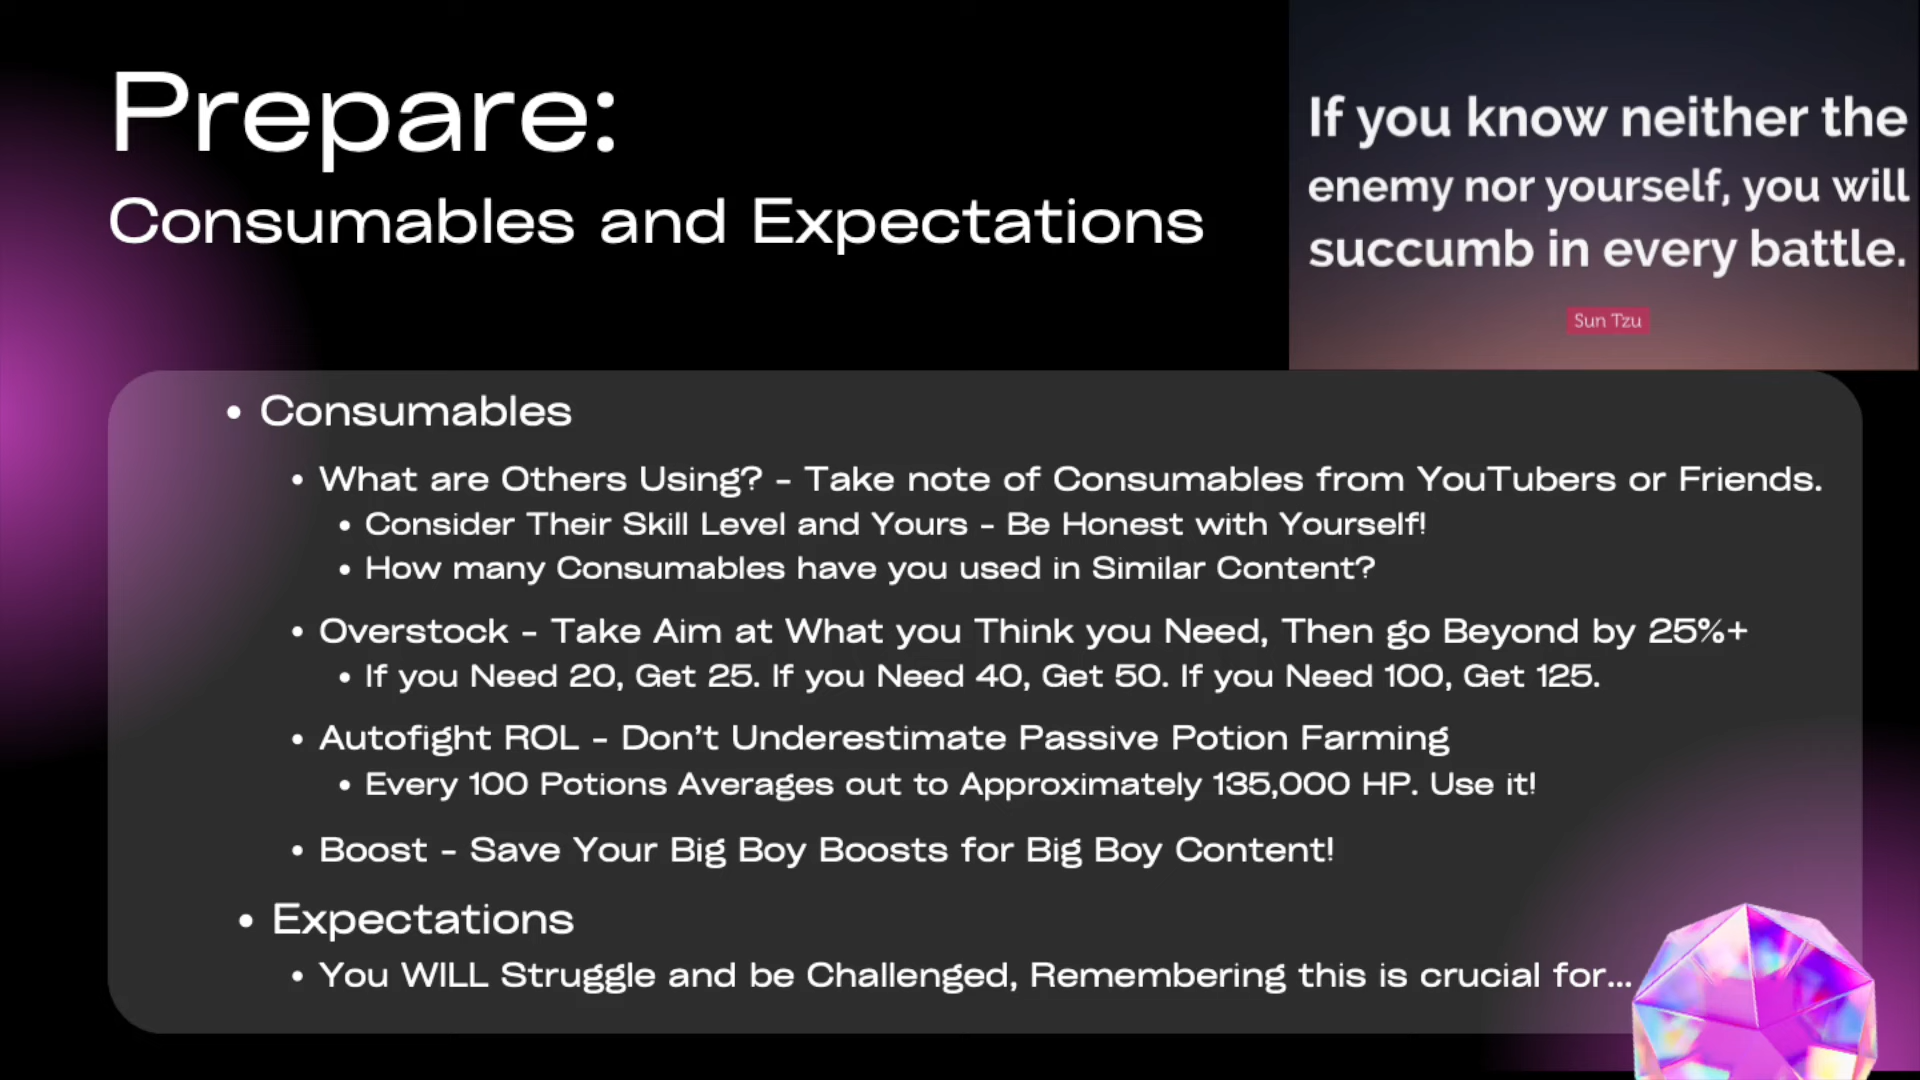 Prepare:
Consumables and Expectations
If you know neither the
enemy nor yourself, you will
succumb in every battle.
Sun Tzu
• Consumables
• What are Others Using? - Take note of Consumables from YouTubers or Friends.
• Consider Their Skill Level and Yours - Be Honest with Yourself!
• How many Consumables have you used in Similar Content?
• Overstock - Take Aim at What you Think you Need, Then go Beyond by 25%+
• If you Need 20, Get 25. If you Need 40, Get 50. If you Need 100, Get 125.
• Autofight ROL - Don't Underestimate Passive Potion Farming
• Every 100 Potions Averages out to Approximately 135,000 HP. Use it!
• Boost - Save Your Big Boy Boosts for Big Boy Content!
• Expectations
• You WILL Struggle and be Challenged, Remembering this is crucial for...